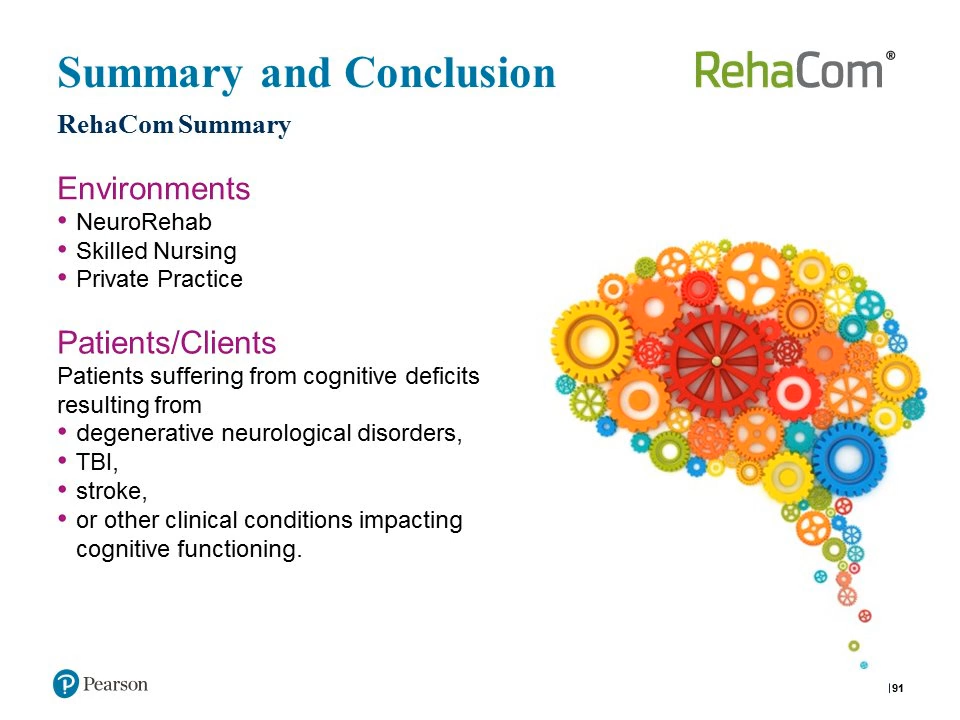 Summary and Conclusion
RehaCom®
RehaCom Summary
Environments
• NeuroRehab
• Skilled Nursing
• Private Practice
Patients/Clients
Patients suffering from cognitive deficits
resulting from
• degenerative neurological disorders,
• TBI,
• stroke,
• or other clinical conditions impacting
cognitive functioning.
P Pearson
|91